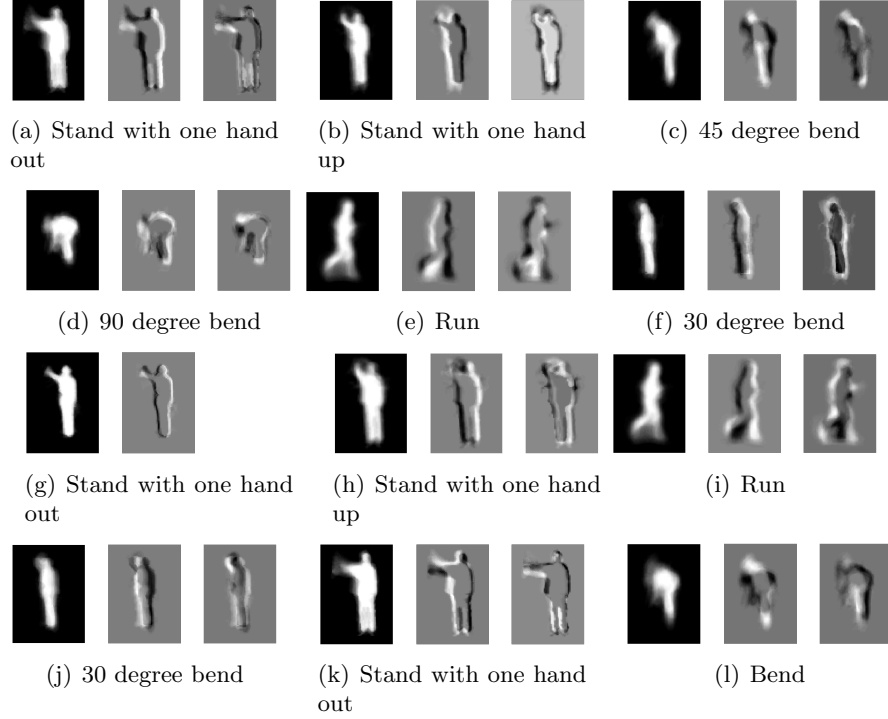 (a) Stand with one hand
out
(b) Stand with one hand
up
(c) 45 degree bend
(d) 90 degree bend
(e) Run
(f) 30 degree bend
(g) Stand with one hand
out
(h) Stand with one hand
up
(i) Run
(j) 30 degree bend
(k) Stand with one hand
out
(l) Bend